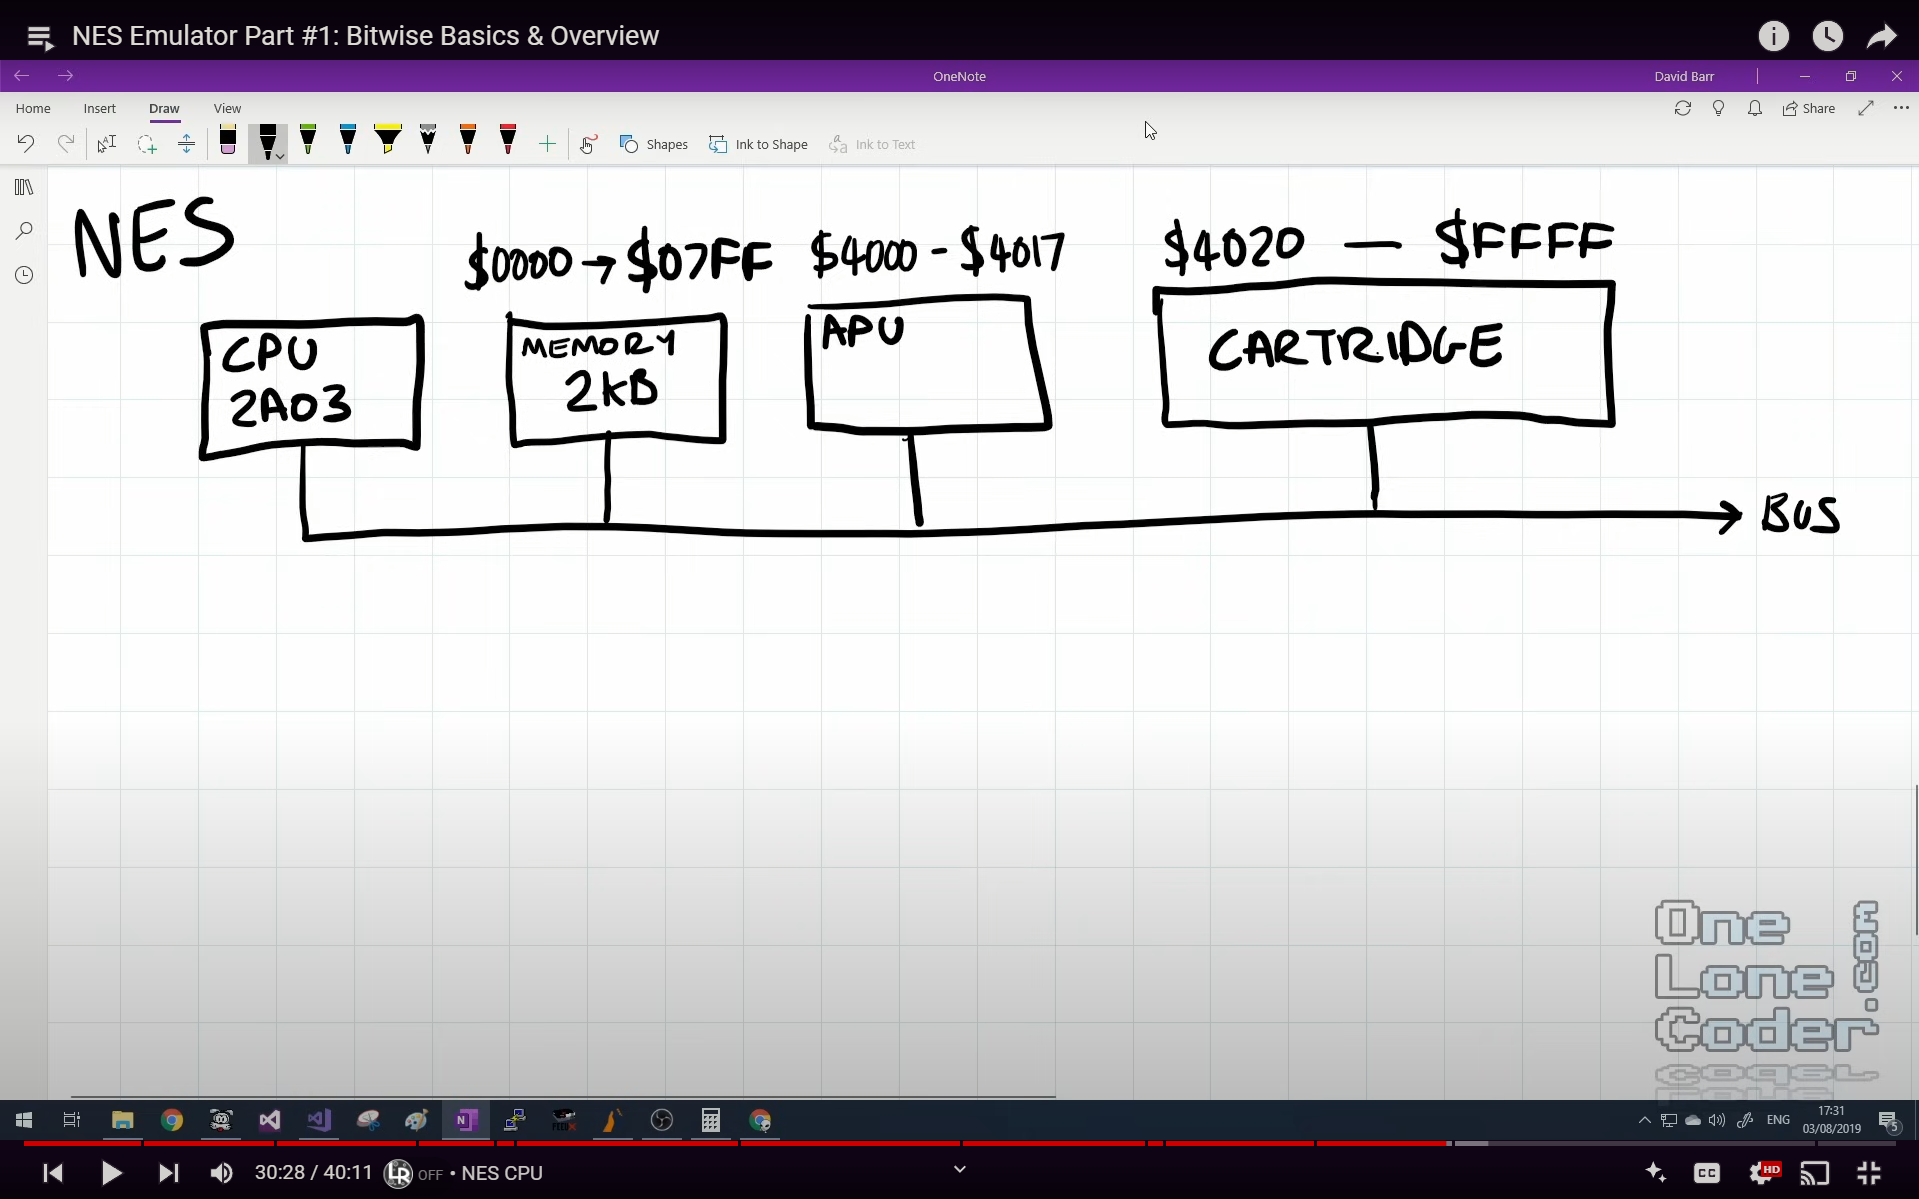 NES Emulator Part #1: Bitwise Basics & Overview
OneNote
David Barr
Home Insert Draw View
Share
Shapes
Ink to Shape
Ink to Text
NES
$0000 → $07FF
$4000 - $4017
$4020 — $FFFF
CPU
2A03
MEMORY
2KB
APU
CARTRIDGE
BUS
One
Lone
Coder
.com
ENG
17:31
03/08/2019
5
30:28 / 40:11
OFF • NES CPU
CC
HD